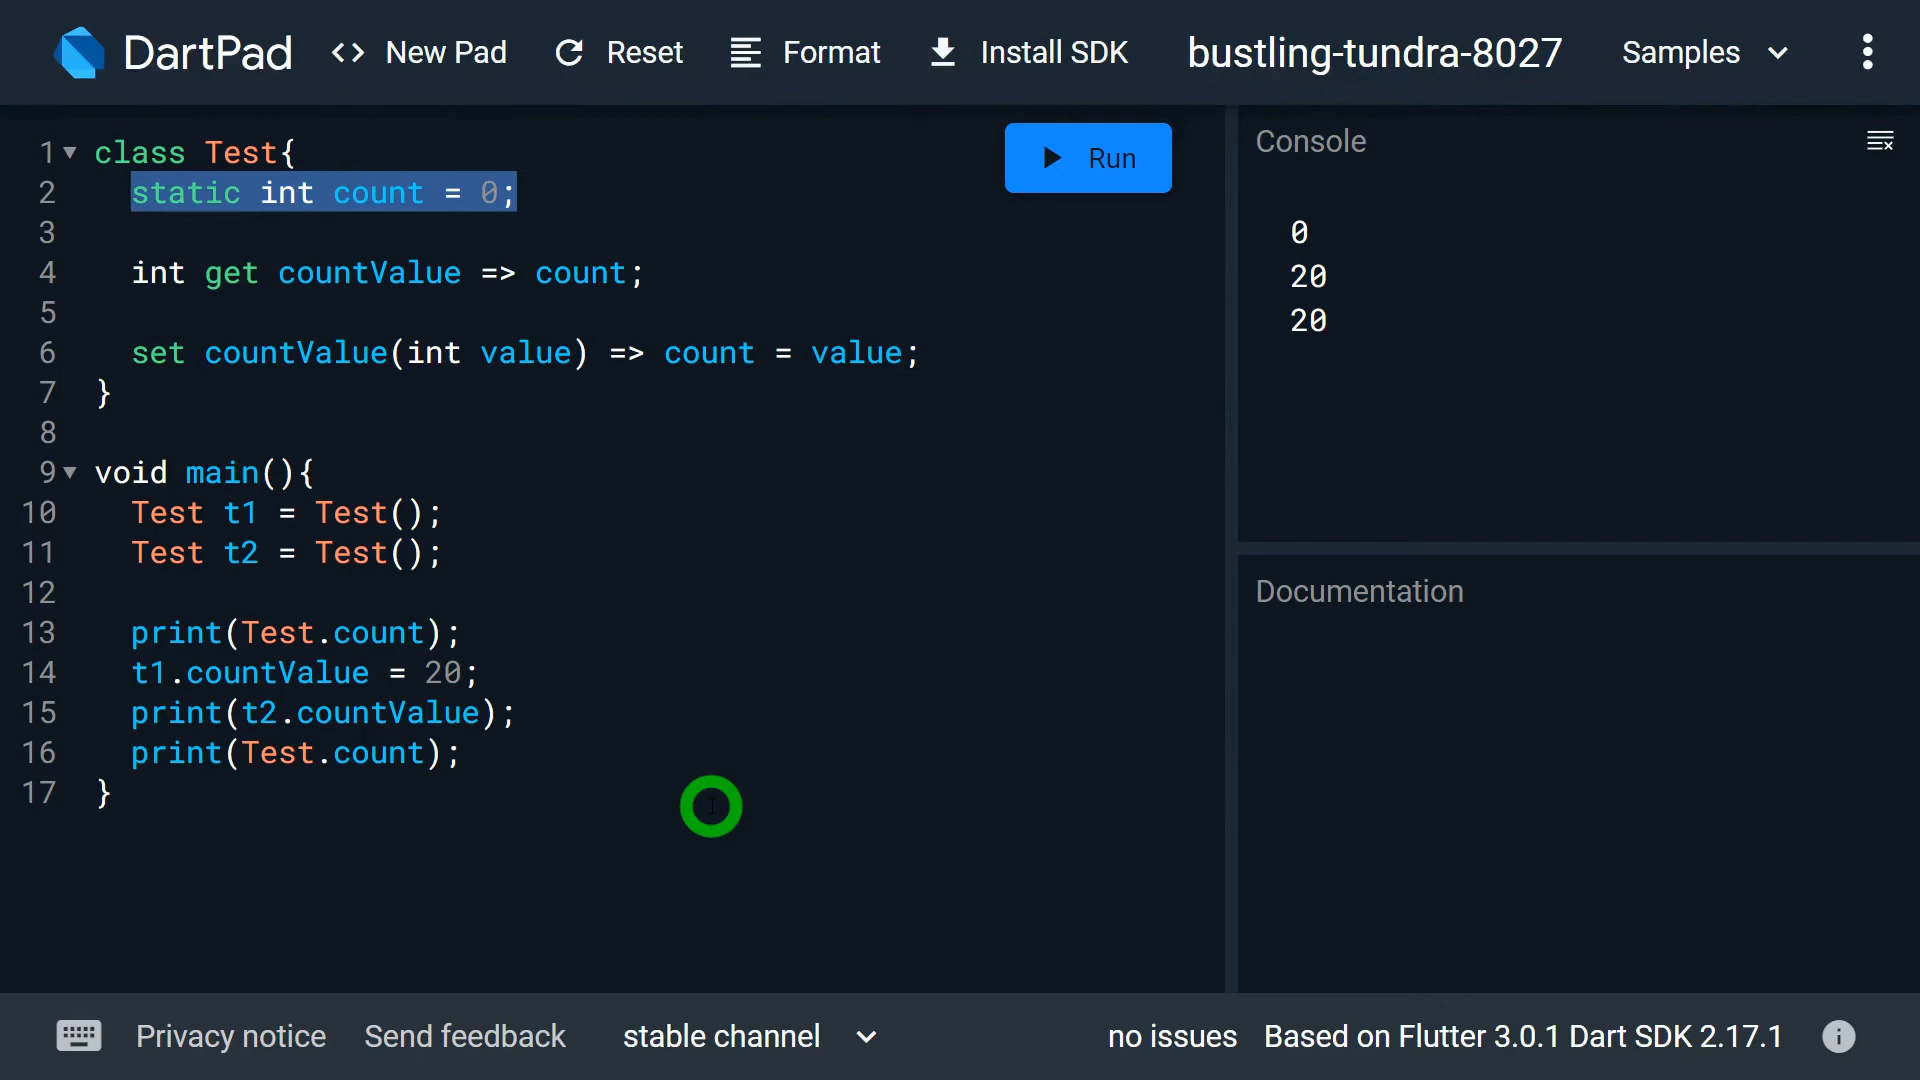 DartPad <> New Pad Reset Format Install SDK bustling-tundra-8027 Samples
1 class Test{
2 static int count = 0;
3
4 int get countValue => count;
5
6 set countValue(int value) => count = value;
7 }
8
9 void main(){
10 Test t1 = Test();
11 Test t2 = Test();
12
13 print(Test.count);
14 t1.countValue = 20;
15 print(t2.countValue);
16 print(Test.count);
17 }
Run
Console
0
20
20
Documentation
Privacy notice Send feedback stable channel no issues Based on Flutter 3.0.1 Dart SDK 2.17.1